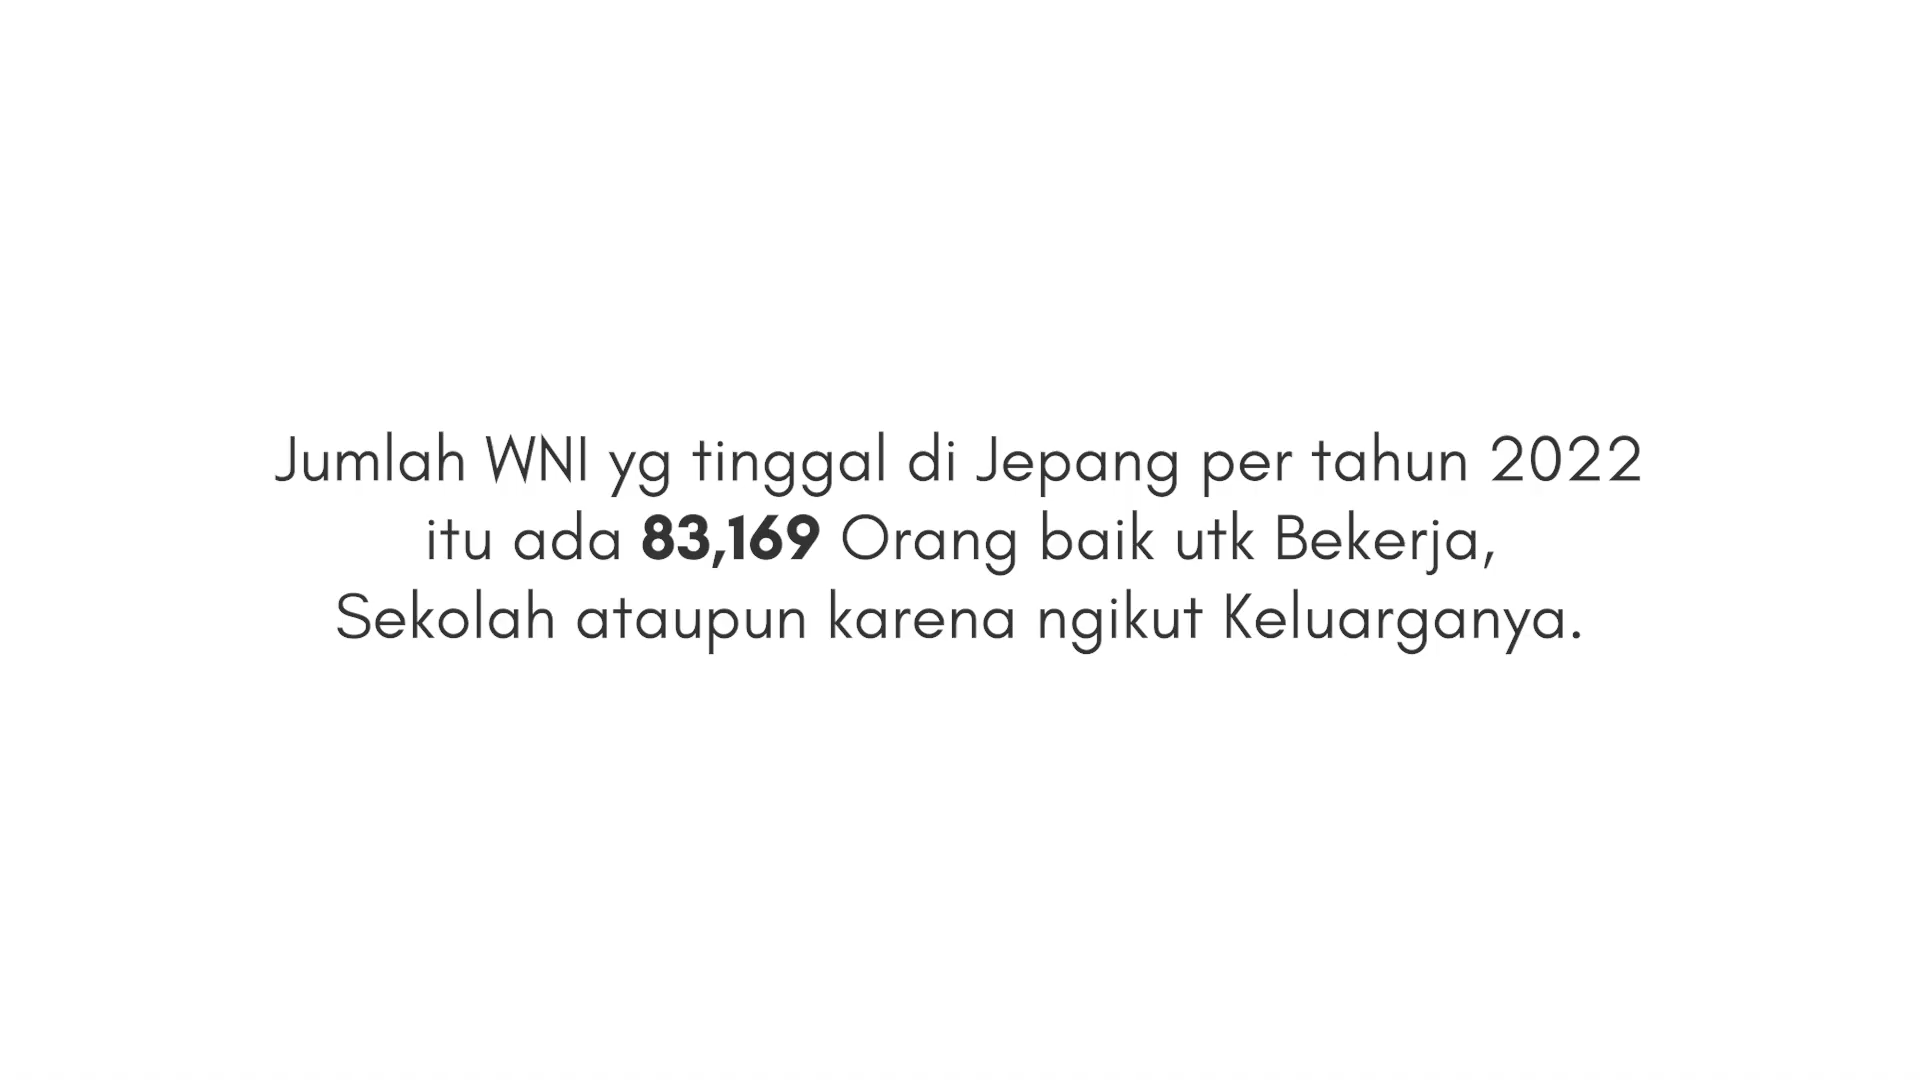 Jumlah WNI yg tinggal di Jepang per tahun 2022
itu ada 83,169 Orang baik utk Bekerja,
Sekolah ataupun karena ngikut Keluarganya.